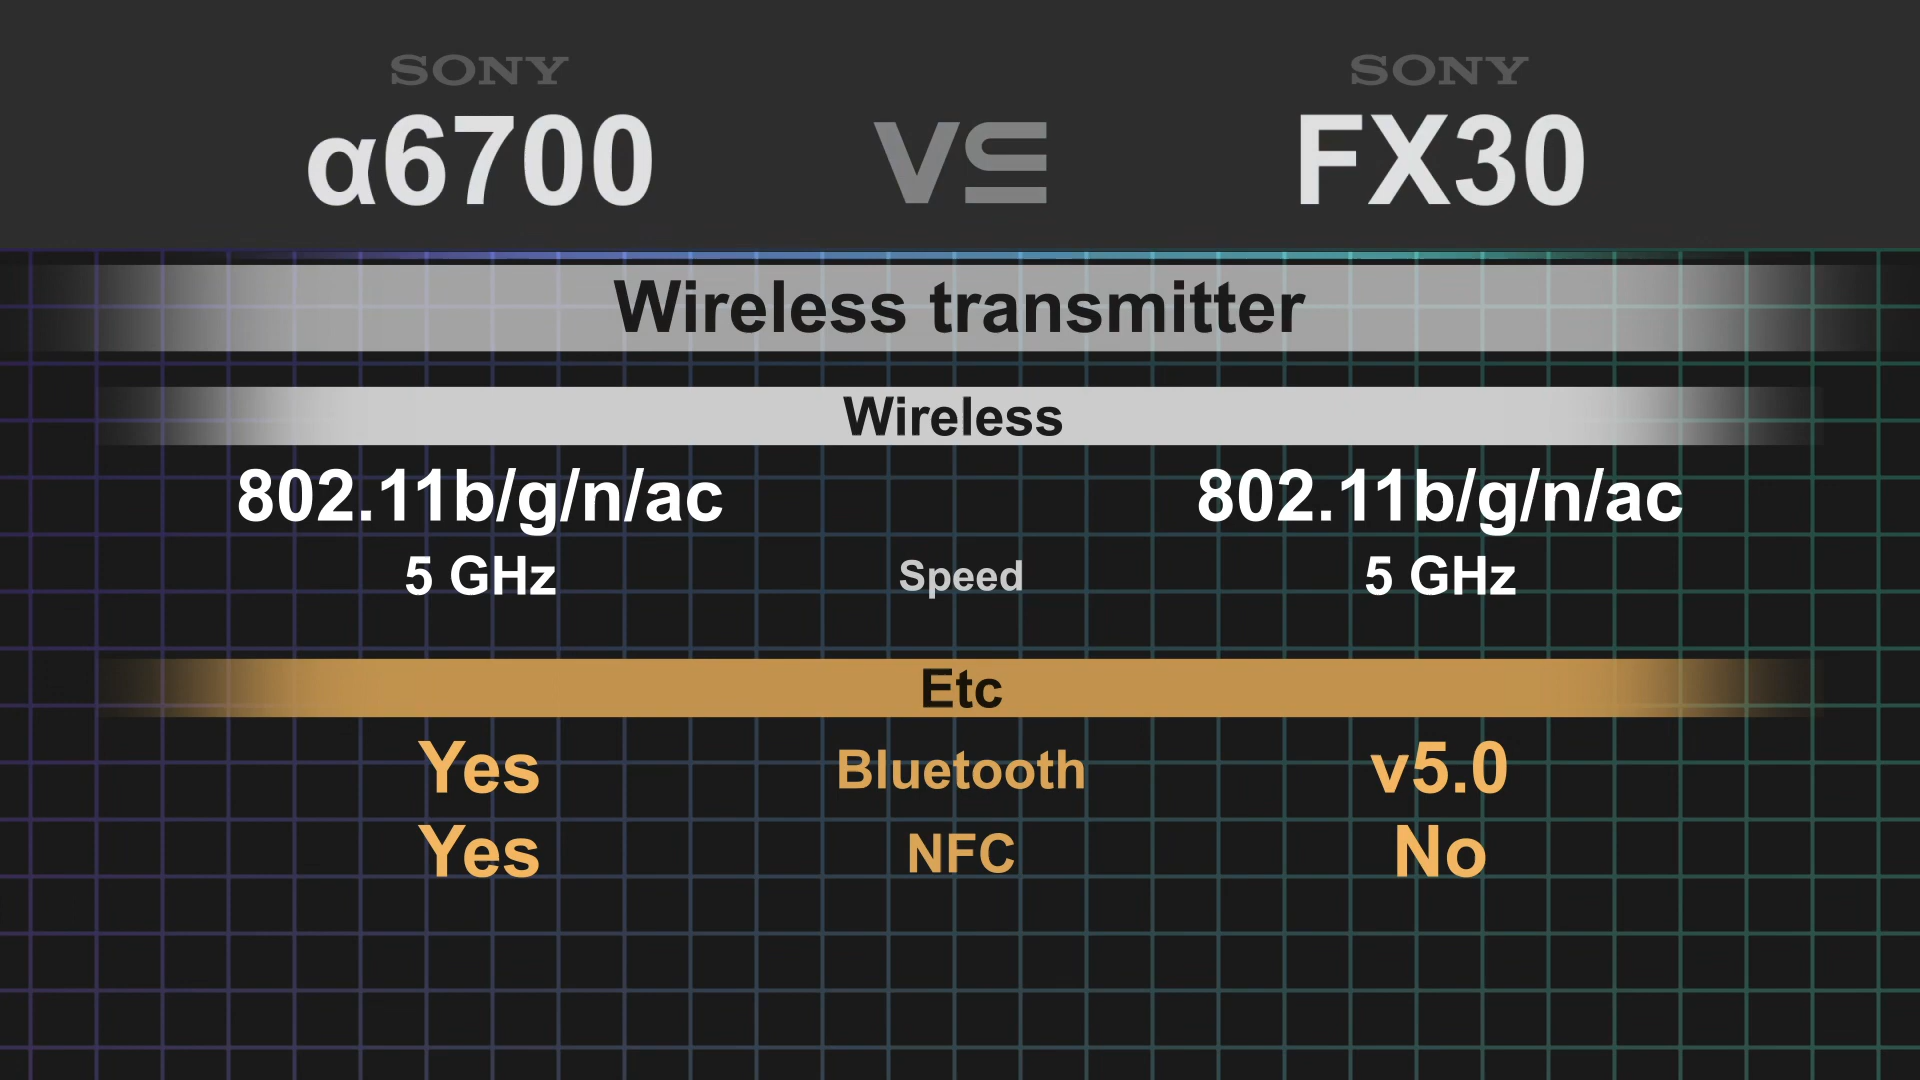 SONY SONY
α6700 VS FX30
Wireless transmitter
Wireless
802.11b/g/n/ac 802.11b/g/n/ac
5 GHz Speed 5 GHz
Etc
Yes Bluetooth v5.0
Yes NFC No